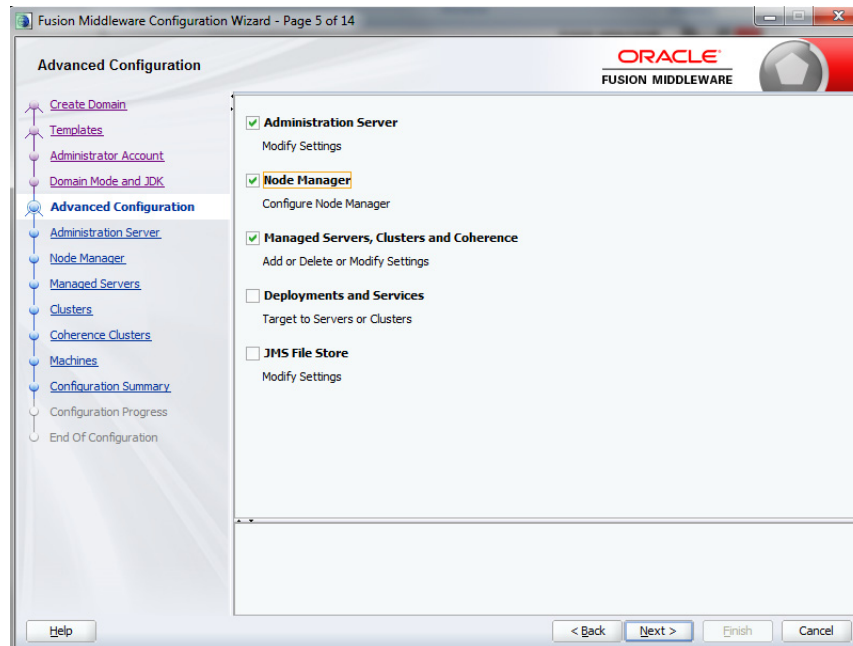 Fusion Middleware Configuration Wizard - Page 5 of 14
Advanced Configuration
ORACLE
FUSION MIDDLEWARE
Create Domain
Templates
Administrator Account
Domain Mode and JDK
Advanced Configuration
Administration Server
Node Manager
Managed Servers
Clusters
Coherence Clusters
Machines
Configuration Summary
Configuration Progress
End Of Configuration
Administration Server
Modify Settings
Node Manager
Configure Node Manager
Managed Servers, Clusters and Coherence
Add or Delete or Modify Settings
Deployments and Services
Target to Servers or Clusters
JMS File Store
Modify Settings
Help
< Back
Next >
Finish
Cancel